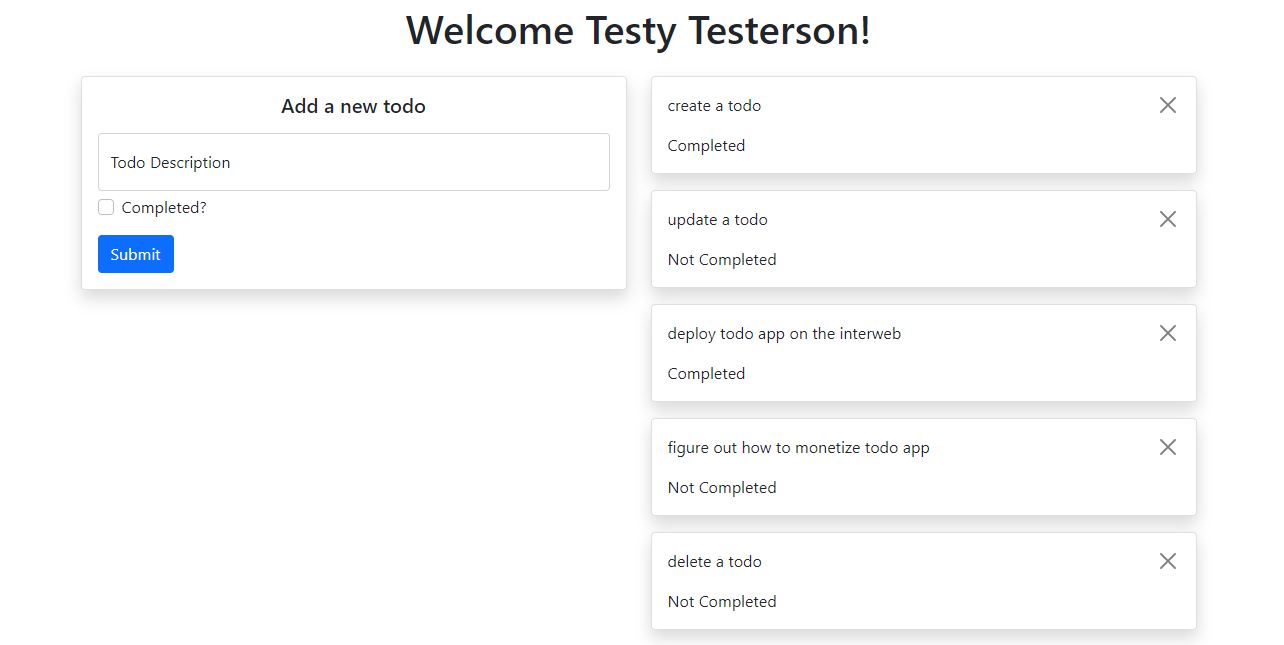 Welcome Testy Testerson!
Add a new todo
Todo Description
Completed?
Submit
create a todo
Completed
update a todo
Not Completed
deploy todo app on the interweb
Completed
figure out how to monetize todo app
Not Completed
delete a todo
Not Completed